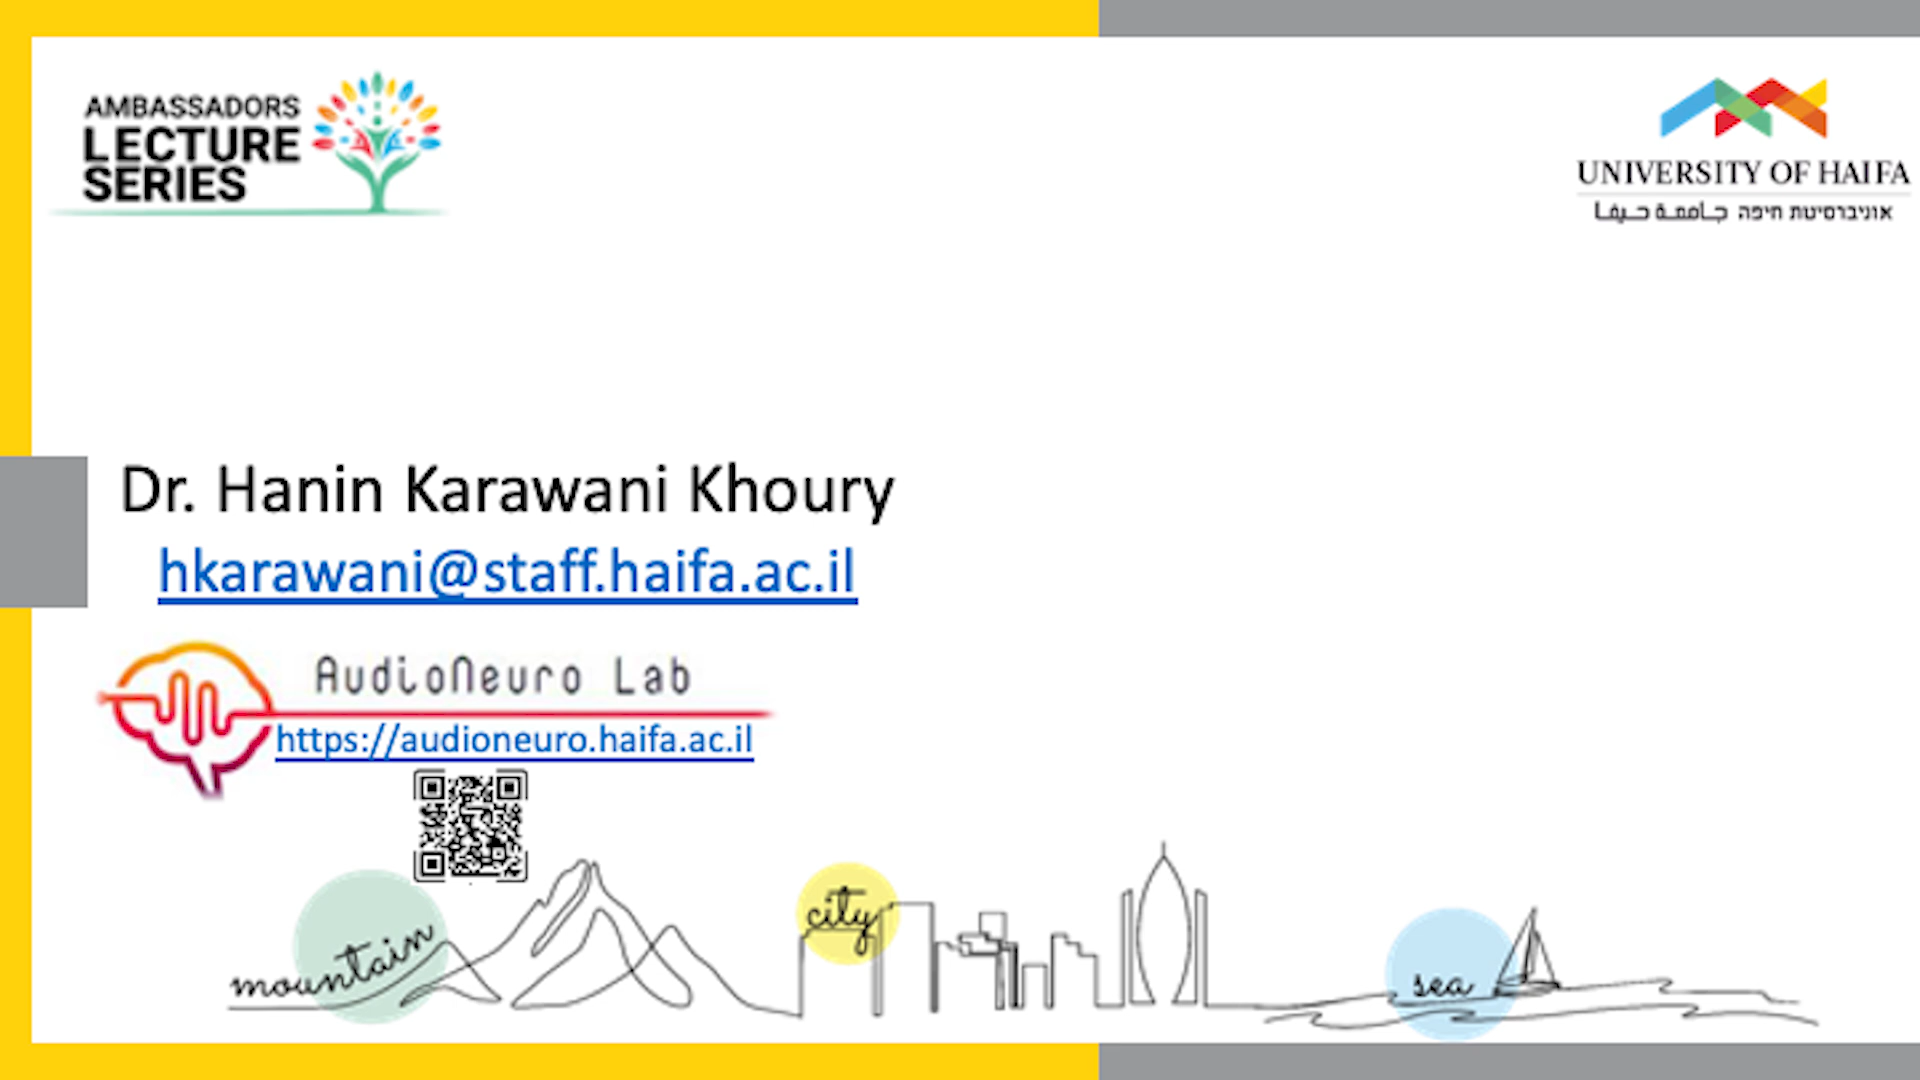 AMBASSADORS
LECTURE
SERIES
UNIVERSITY OF HAIFA
אוניברסיטת חיפה جامعة حيفا
Dr. Hanin Karawani Khoury
hkarawani@staff.haifa.ac.il
AudioNeuro Lab
https://audioneuro.haifa.ac.il
mountain
city
sea